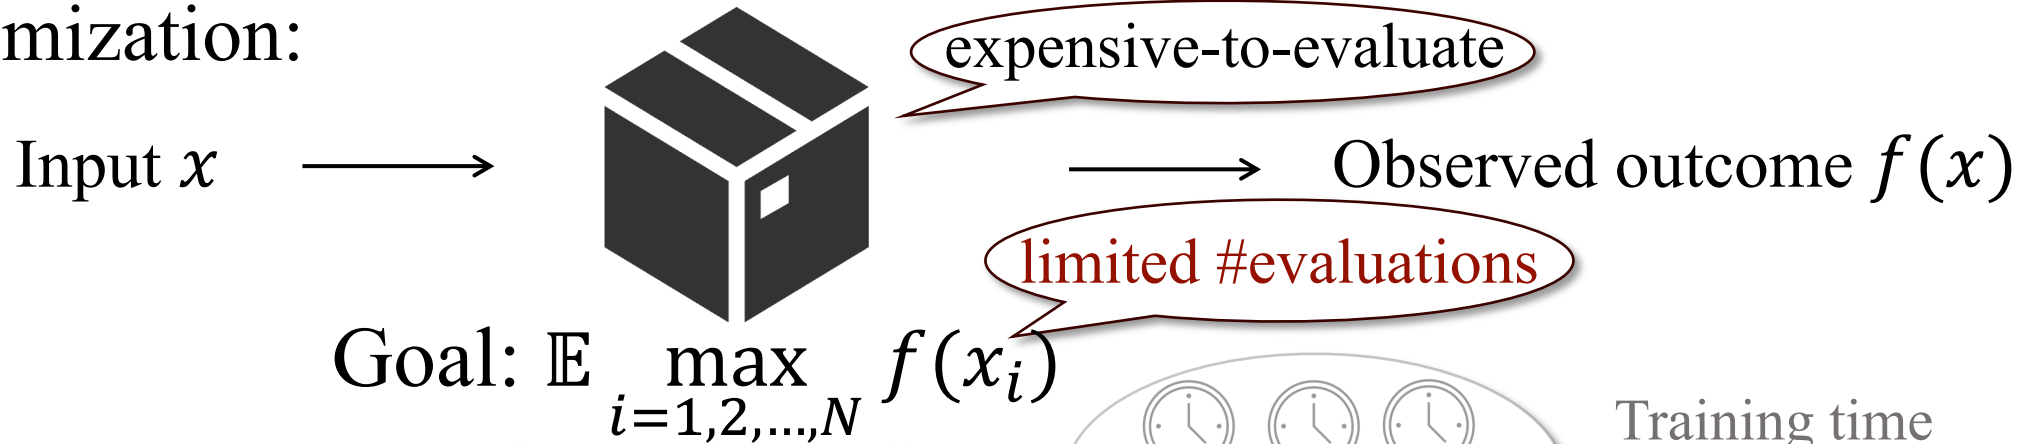 mization:
expensive-to-evaluate
Input x
Observed outcome f(x)
limited #evaluations
Goal: 𝔼 max f(xᵢ)
i=1,2,...,N
Training time